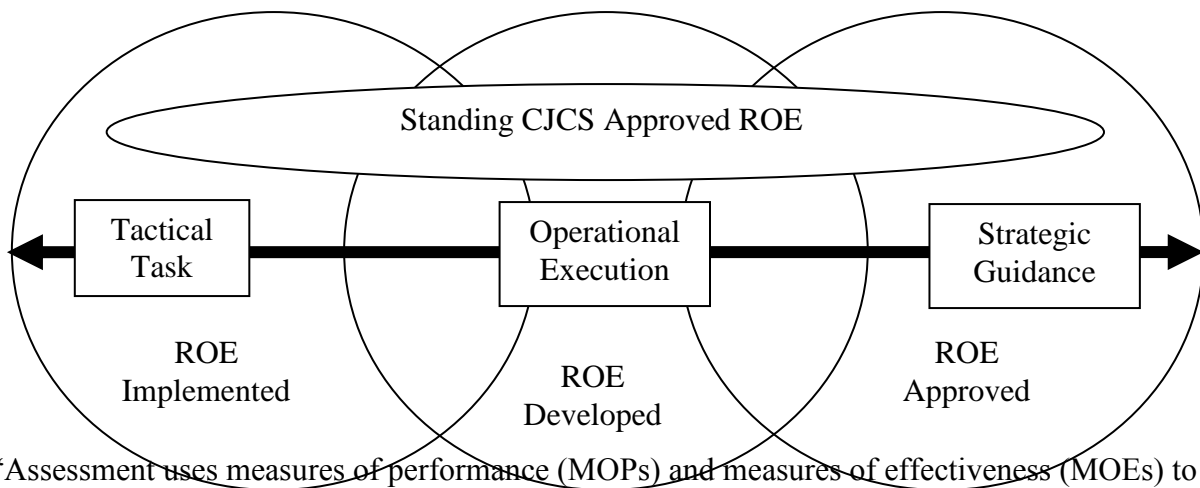 Standing CJCS Approved ROE
Tactical
Task
Operational
Execution
Strategic
Guidance
ROE
Implemented
ROE
Developed
ROE
Approved
“Assessment uses measures of performance (MOPs) and measures of effectiveness (MOEs) to